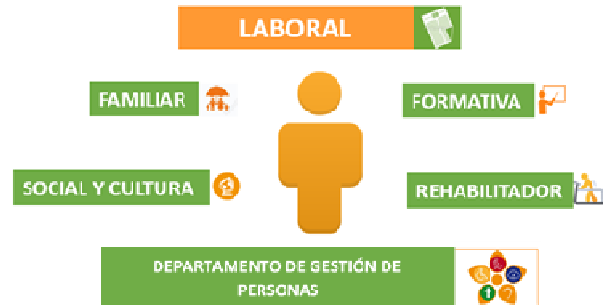 LABORAL
FAMILIAR
FORMATIVA
SOCIAL Y CULTURA
REHABILITADOR
DEPARTAMENTO DE GESTIÓN DE
PERSONAS